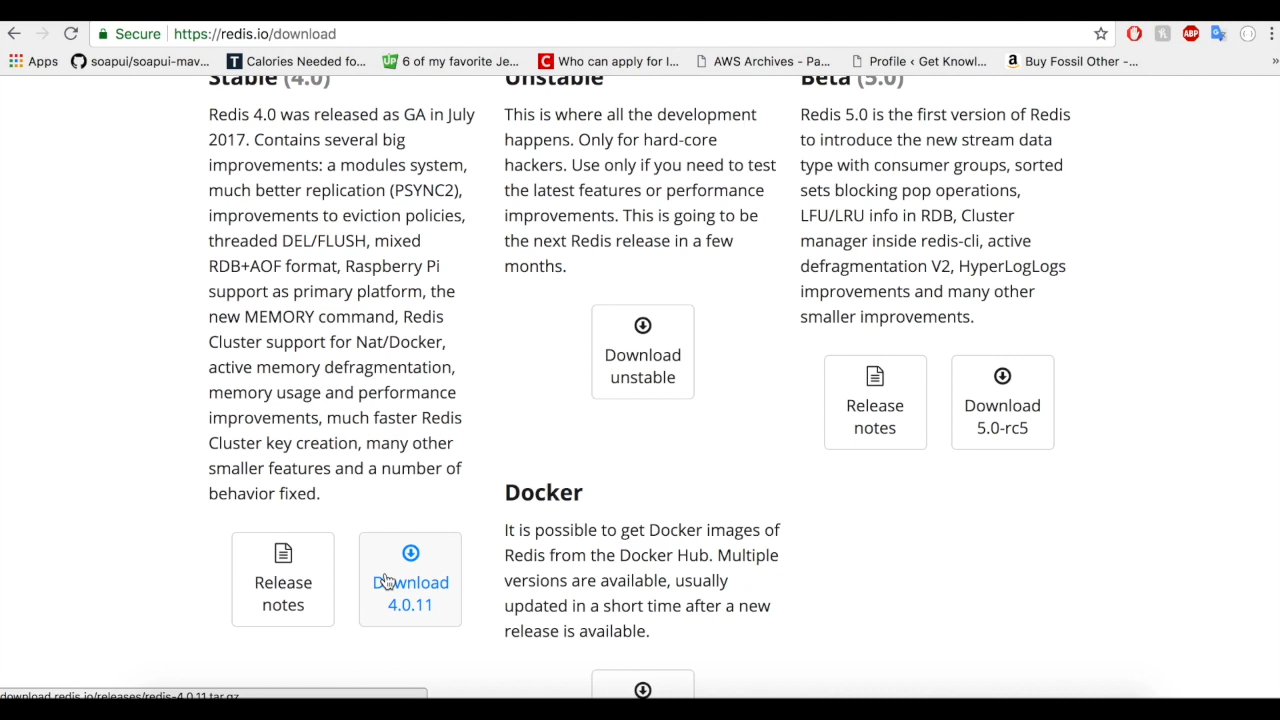 Secure https://redis.io/download
ABP
Apps soapui/soapui-mav... T Calories Needed fo... UP 6 of my favorite Je... C Who can apply for I... AWS Archives - Pa... Profile < Get Knowl... a Buy Fossil Other -... »
Stable (4.0)
Redis 4.0 was released as GA in July
2017. Contains several big
improvements: a modules system,
much better replication (PSYNC2),
improvements to eviction policies,
threaded DEL/FLUSH, mixed
RDB+AOF format, Raspberry Pi
support as primary platform, the
new MEMORY command, Redis
Cluster support for Nat/Docker,
active memory defragmentation,
memory usage and performance
improvements, much faster Redis
Cluster key creation, many other
smaller features and a number of
behavior fixed.
Release
notes
Download
4.0.11
Unstable
This is where all the development
happens. Only for hard-core
hackers. Use only if you need to test
the latest features or performance
improvements. This is going to be
the next Redis release in a few
months.
Download
unstable
Docker
It is possible to get Docker images of
Redis from the Docker Hub. Multiple
versions are available, usually
updated in a short time after a new
release is available.
Beta (5.0)
Redis 5.0 is the first version of Redis
to introduce the new stream data
type with consumer groups, sorted
sets blocking pop operations,
LFU/LRU info in RDB, Cluster
manager inside redis-cli, active
defragmentation V2, HyperLogLogs
improvements and many other
smaller improvements.
Release
notes
Download
5.0-rc5
download.redis.io/releases/redis-4.0.11.tar.gz